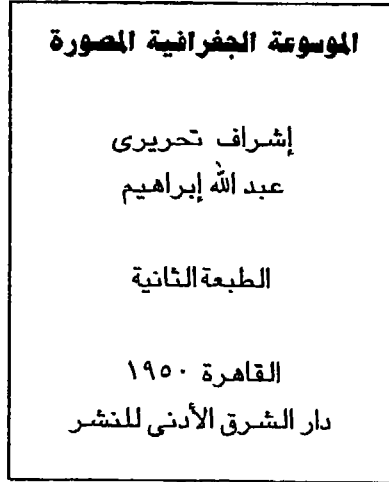 الموسوعة الجغرافية المصورة
إشراف تحريرى
عبد الله إبراهيم
الطبعة الثانية
القاهرة ١٩٥٠
دار الشرق الأدنى للنشر